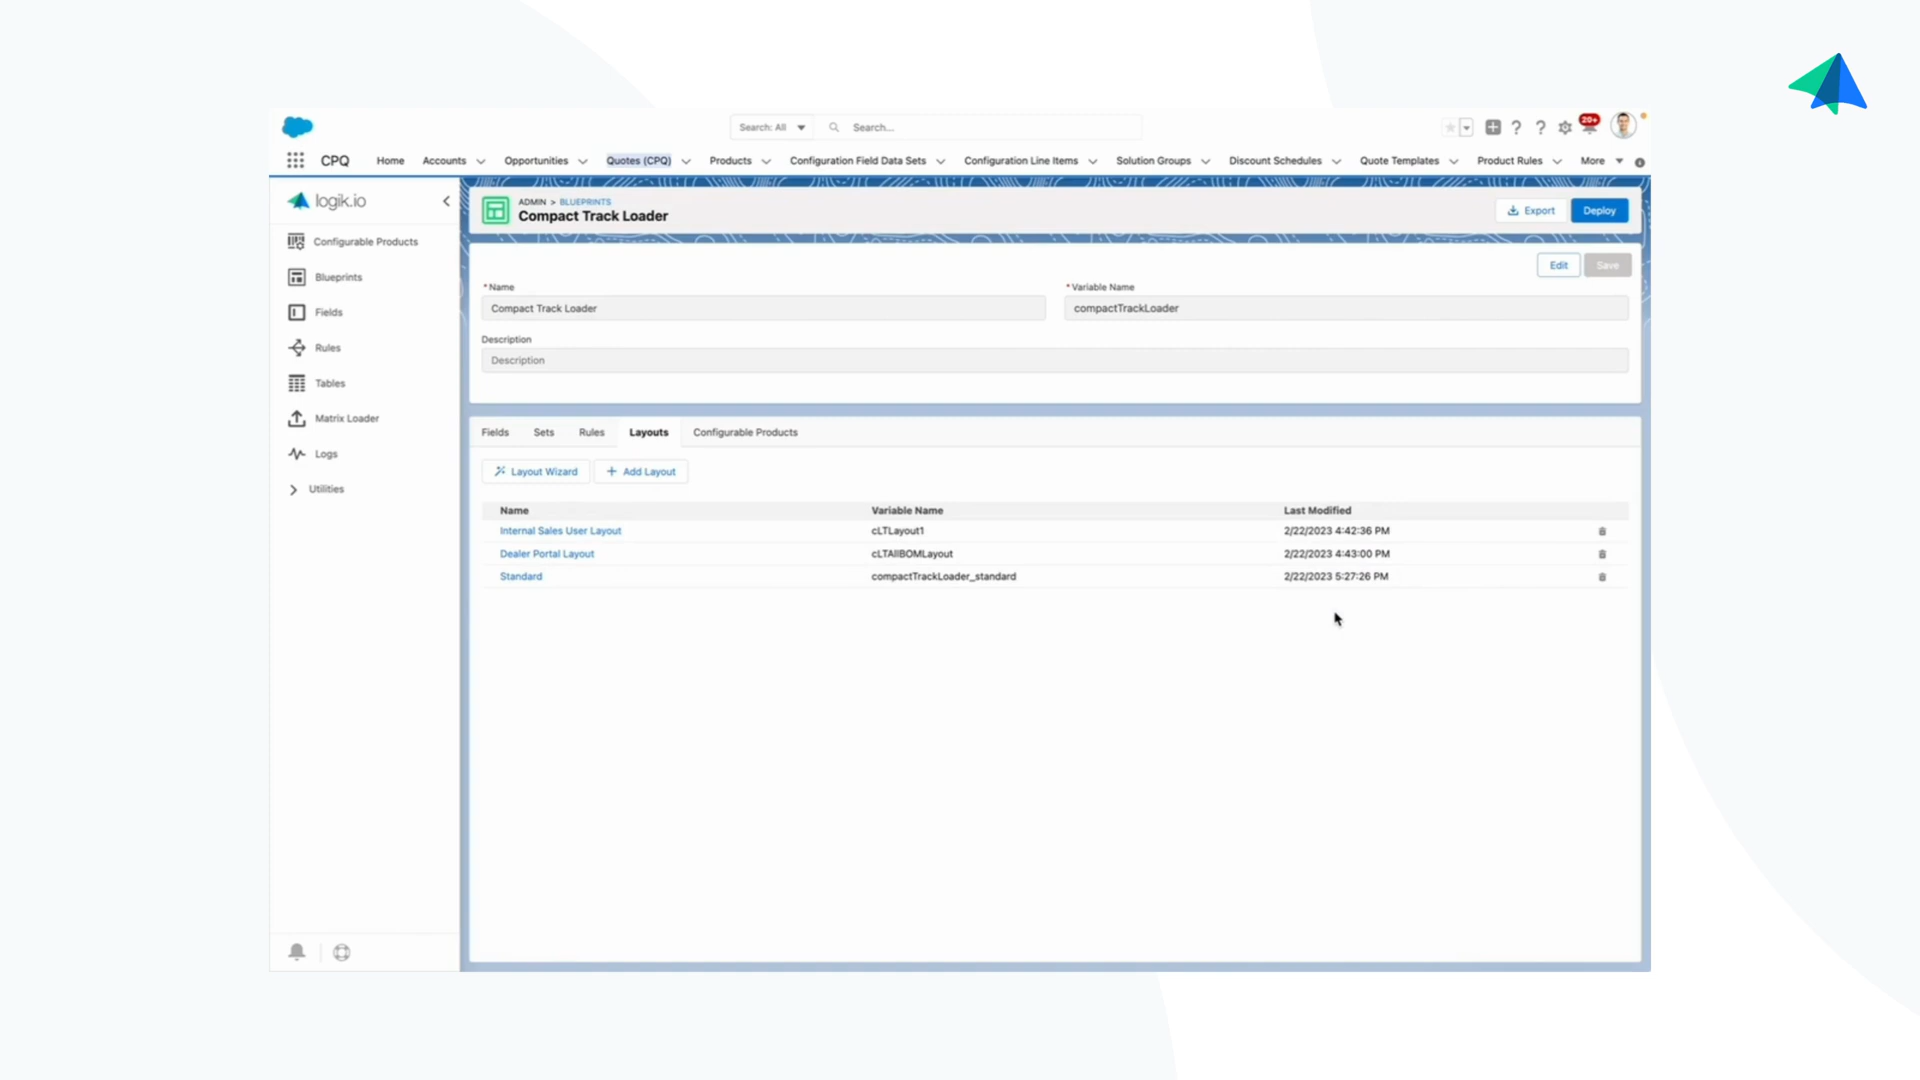 Search: All
Search...
20+
CPQ
Home
Accounts
Opportunities
Quotes (CPQ)
Products
Configuration Field Data Sets
Configuration Line Items
Solution Groups
Discount Schedules
Quote Templates
Product Rules
More
logik.io
Configurable Products
Blueprints
Fields
Rules
Tables
Matrix Loader
Logs
Utilities
ADMIN > BLUEPRINTS
Compact Track Loader
Export
Deploy
Edit
Save
* Name
Compact Track Loader
* Variable Name
compactTrackLoader
Description
Description
Fields
Sets
Rules
Layouts
Configurable Products
Layout Wizard
+ Add Layout
Name Variable Name Last Modified
Internal Sales User Layout cLTLayout1 2/22/2023 4:42:36 PM
Dealer Portal Layout cLTAllBOMLayout 2/22/2023 4:43:00 PM
Standard compactTrackLoader_standard 2/22/2023 5:27:26 PM